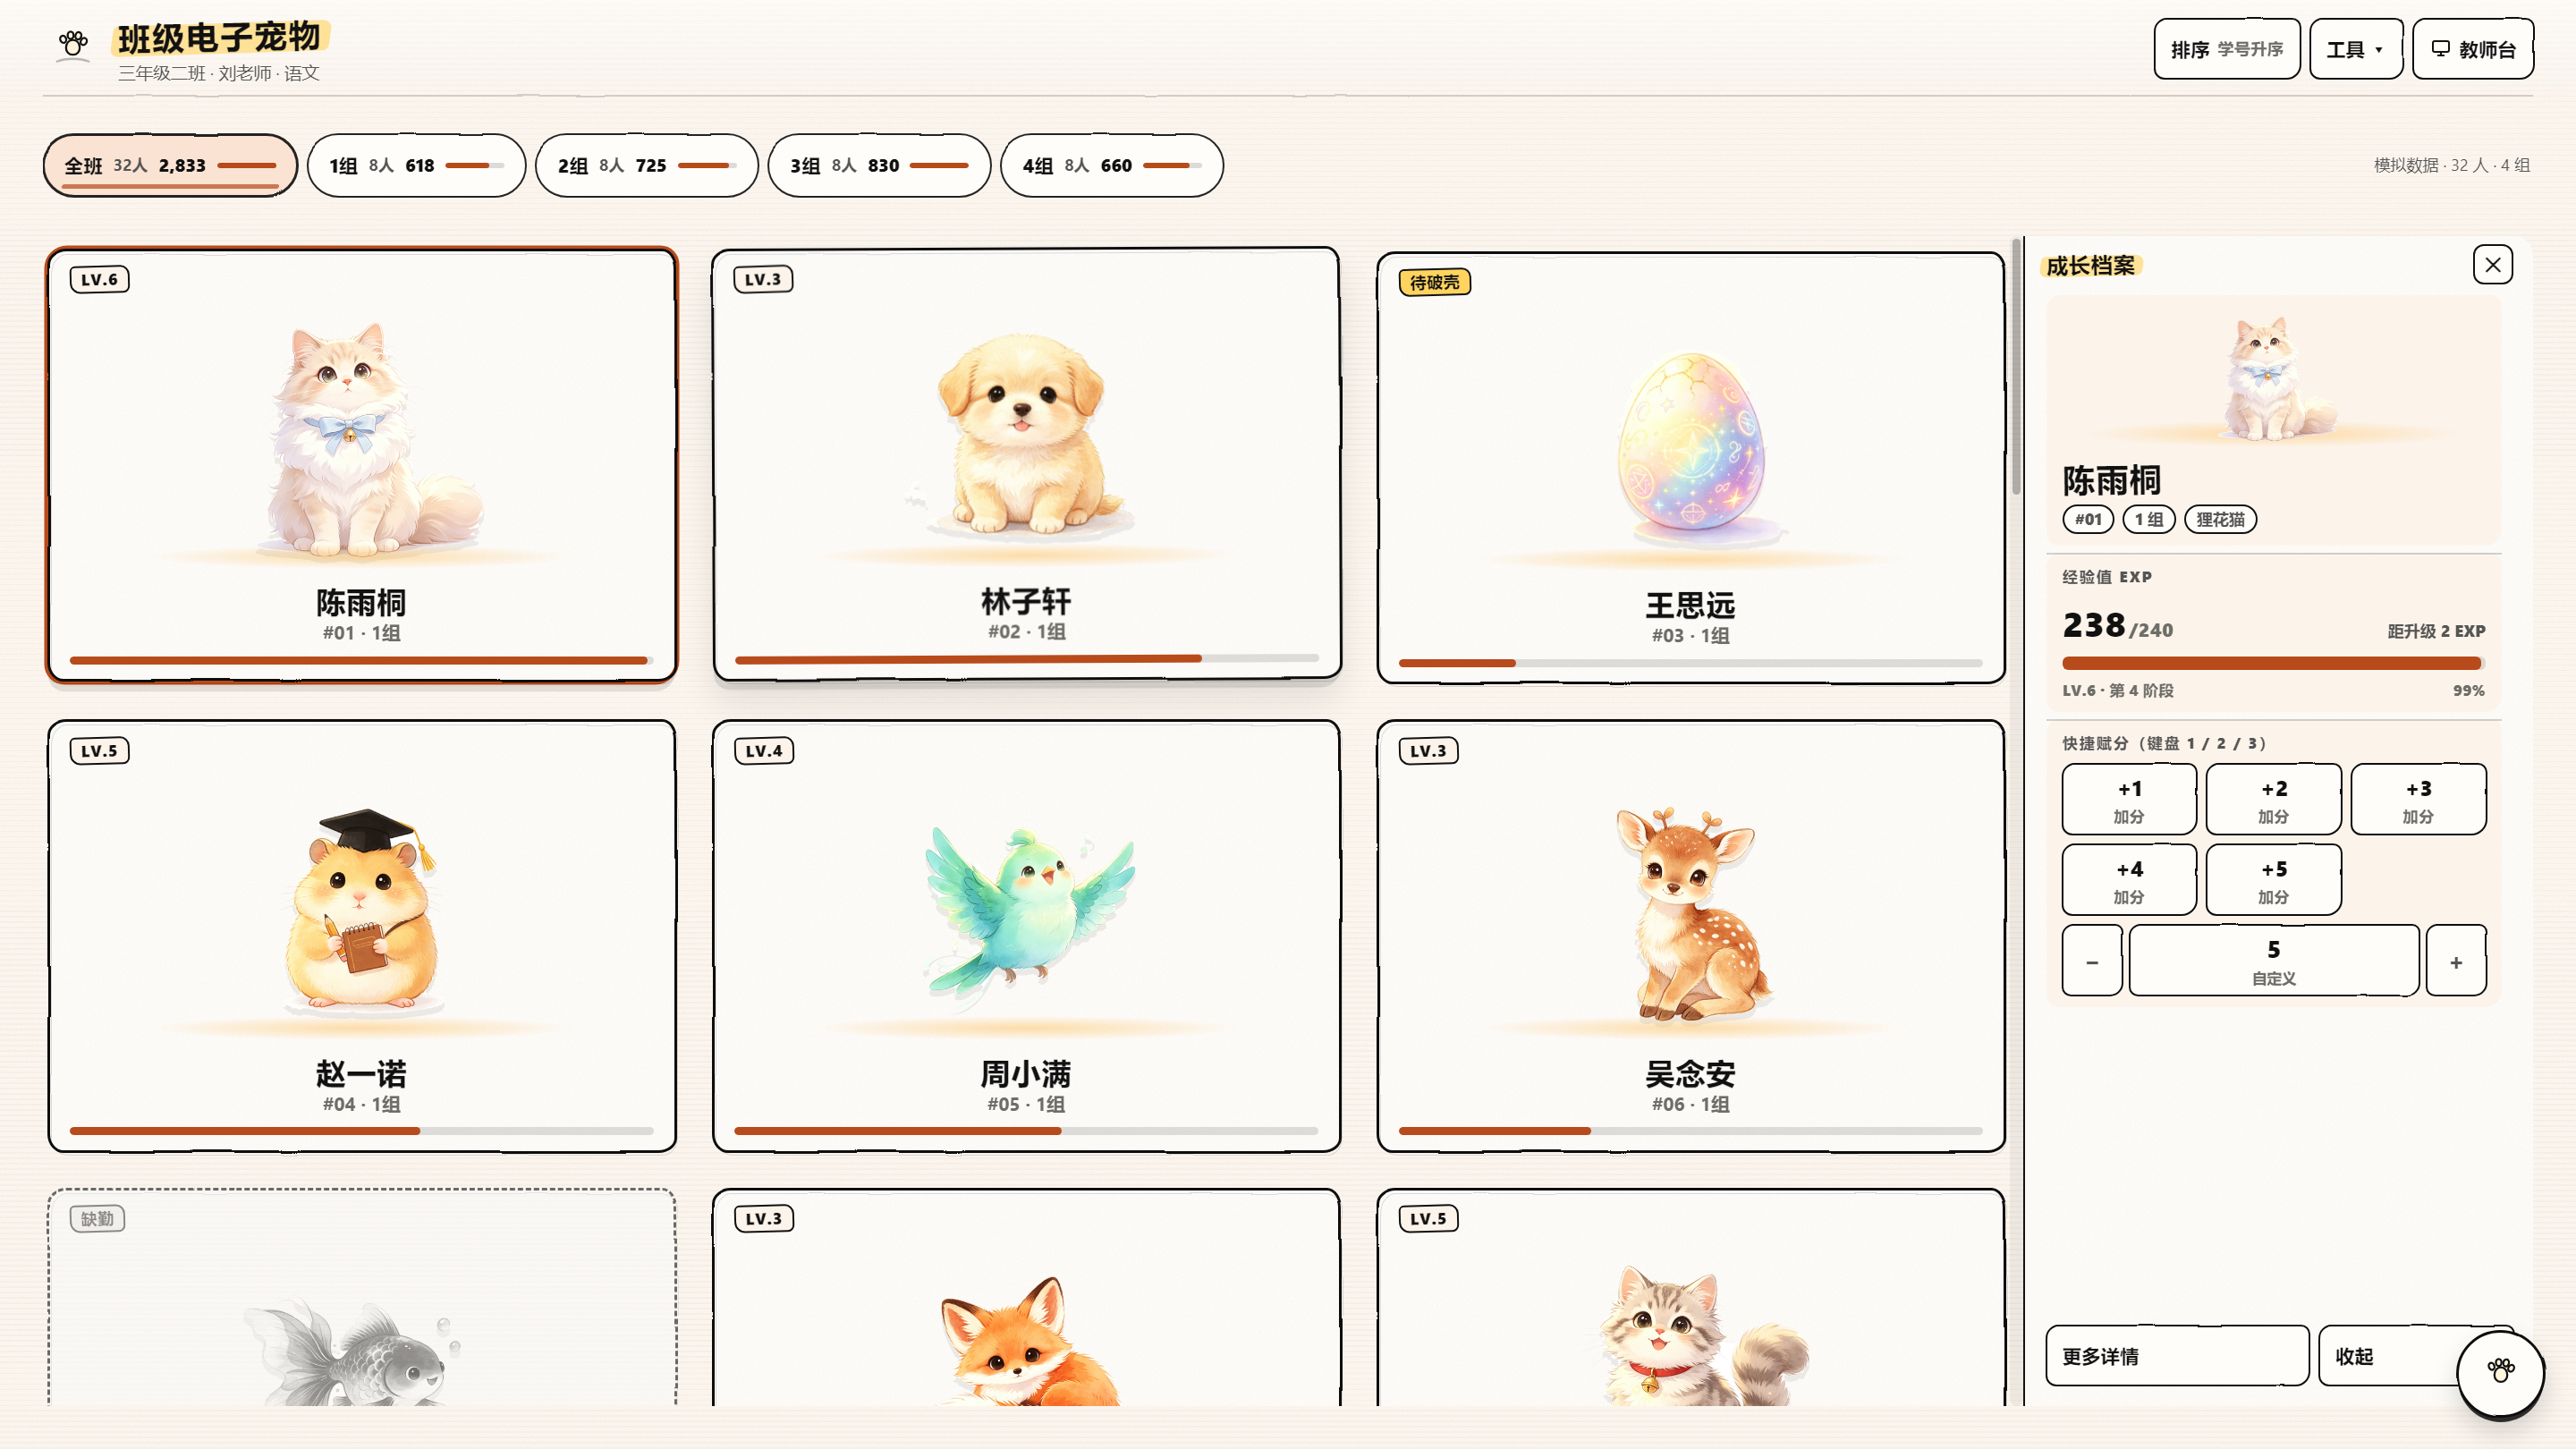 班级电子宠物
三年级二班 · 刘老师 · 语文
排序 学号升序
工具
教师台
全班 32人 2,833
1组 8人 618
2组 8人 725
3组 8人 830
4组 8人 660
模拟数据 · 32 人 · 4 组
LV.6
陈雨桐
#01 · 1组
LV.3
林子轩
#02 · 1组
待破壳
王思远
#03 · 1组
LV.5
赵一诺
#04 · 1组
LV.4
周小满
#05 · 1组
LV.3
吴念安
#06 · 1组
缺勤
LV.3
LV.5
成长档案
陈雨桐
#01
1 组
狸花猫
经验值 EXP
238/240
距升级 2 EXP
LV.6 · 第 4 阶段
99%
快捷赋分（键盘 1 / 2 / 3）
+1
加分
+2
加分
+3
加分
+4
加分
+5
加分
−
5
自定义
+
更多详情
收起